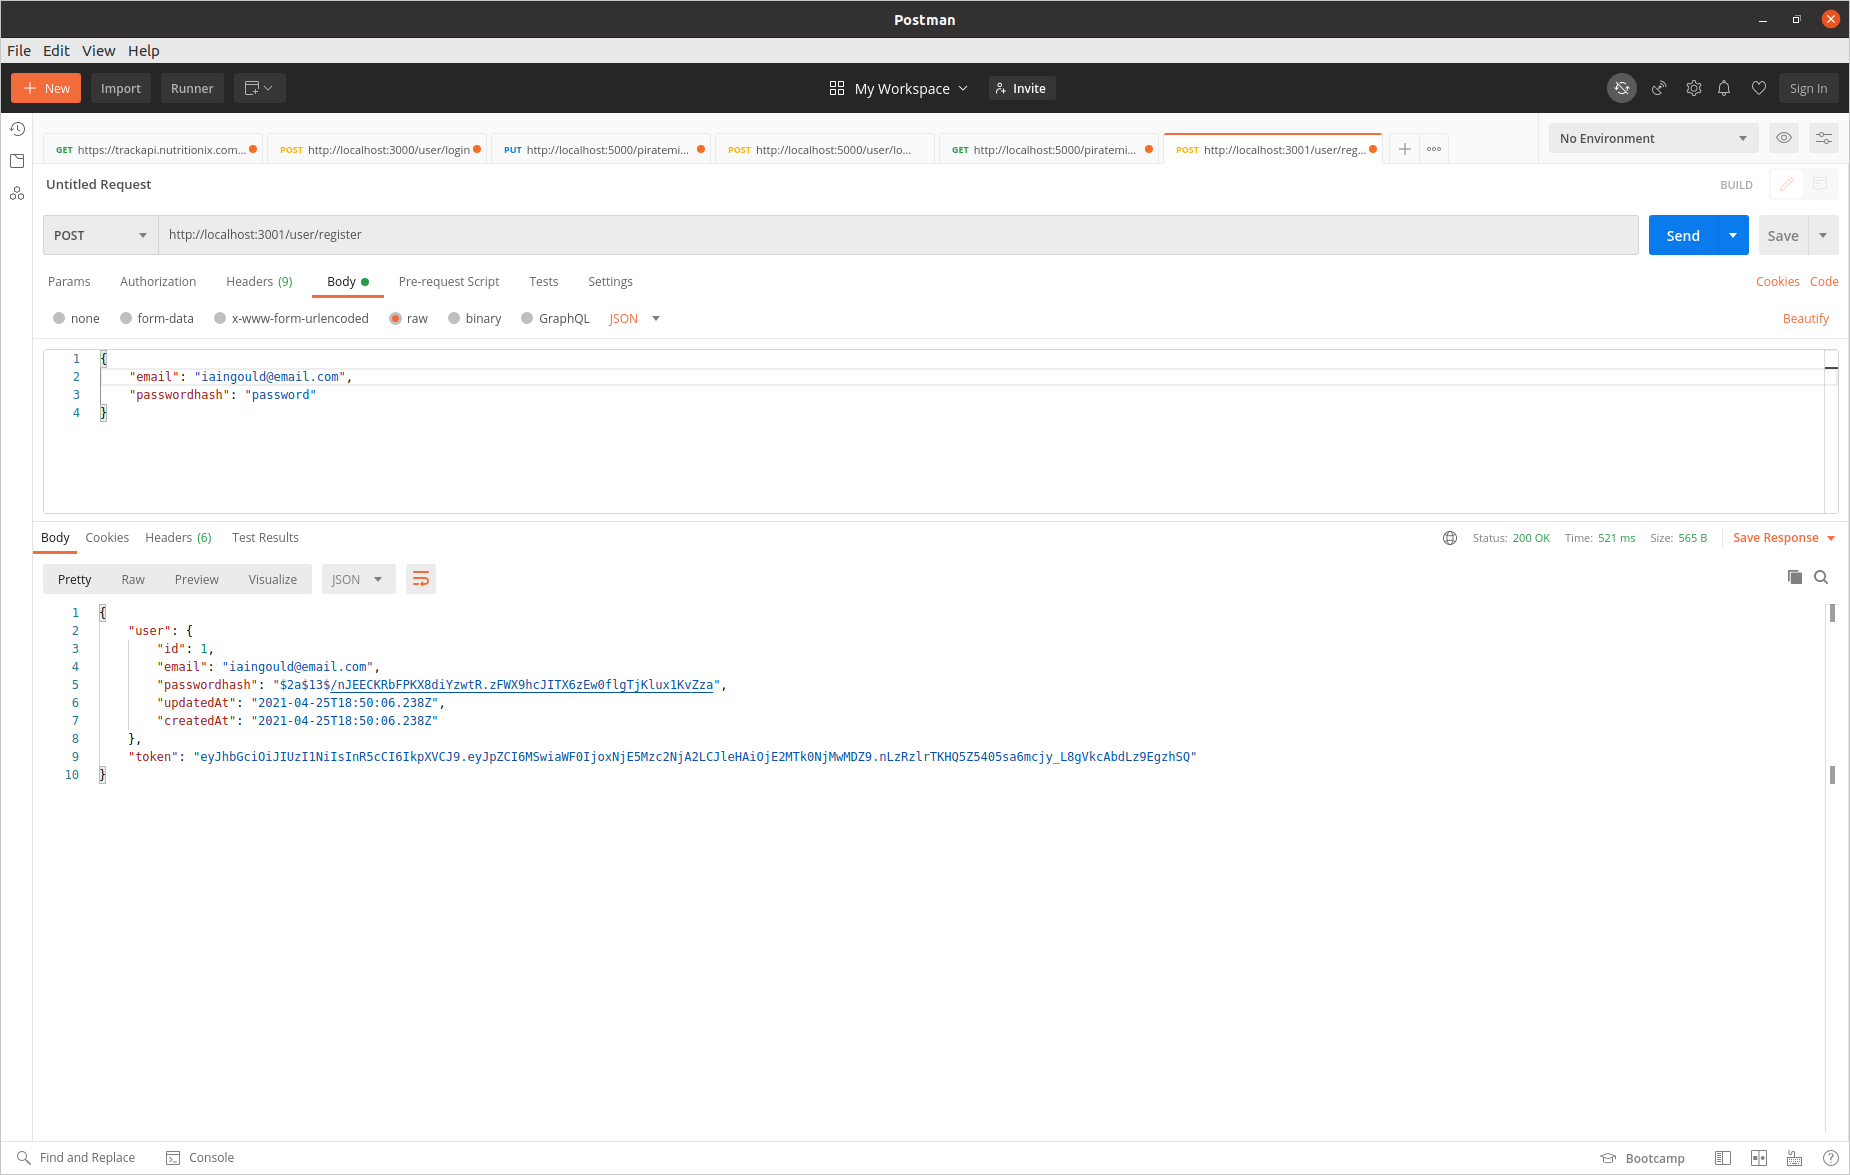 Postman
File Edit View Help
New Import Runner My Workspace Invite Sign In
GET https://trackapi.nutritionix.com... POST http://localhost:3000/user/login PUT http://localhost:5000/piratemi... POST http://localhost:5000/user/lo... GET http://localhost:5000/piratemi... POST http://localhost:3001/user/reg... No Environment
Untitled Request BUILD
POST http://localhost:3001/user/register Send Save
Params Authorization Headers (9) Body Pre-request Script Tests Settings Cookies Code
none form-data x-www-form-urlencoded raw binary GraphQL JSON Beautify
1 {
2 "email": "iaingould@email.com",
3 "passwordhash": "password"
4 }
Body Cookies Headers (6) Test Results Status: 200 OK Time: 521 ms Size: 565 B Save Response
Pretty Raw Preview Visualize JSON
1 {
2 "user": {
3 "id": 1,
4 "email": "iaingould@email.com",
5 "passwordhash": "$2a$13$/nJEECKRbFPKX8diYzwtR.zFWX9hcJITX6zEw0flgTjKlux1KvZza",
6 "updatedAt": "2021-04-25T18:50:06.238Z",
7 "createdAt": "2021-04-25T18:50:06.238Z"
8 },
9 "token": "eyJhbGciOiJIUzI1NiIsInR5cCI6IkpXVCJ9.eyJpZCI6MSwiaWF0IjoxNjE5Mzc2NjA2LCJleHAiOjE2MTk0NjMwMDZ9.nLzRzlrTKHQ5Z5405sa6mcjy_L8gVkcAbdLz9EgzhSQ"
10 }
Find and Replace Console Bootcamp